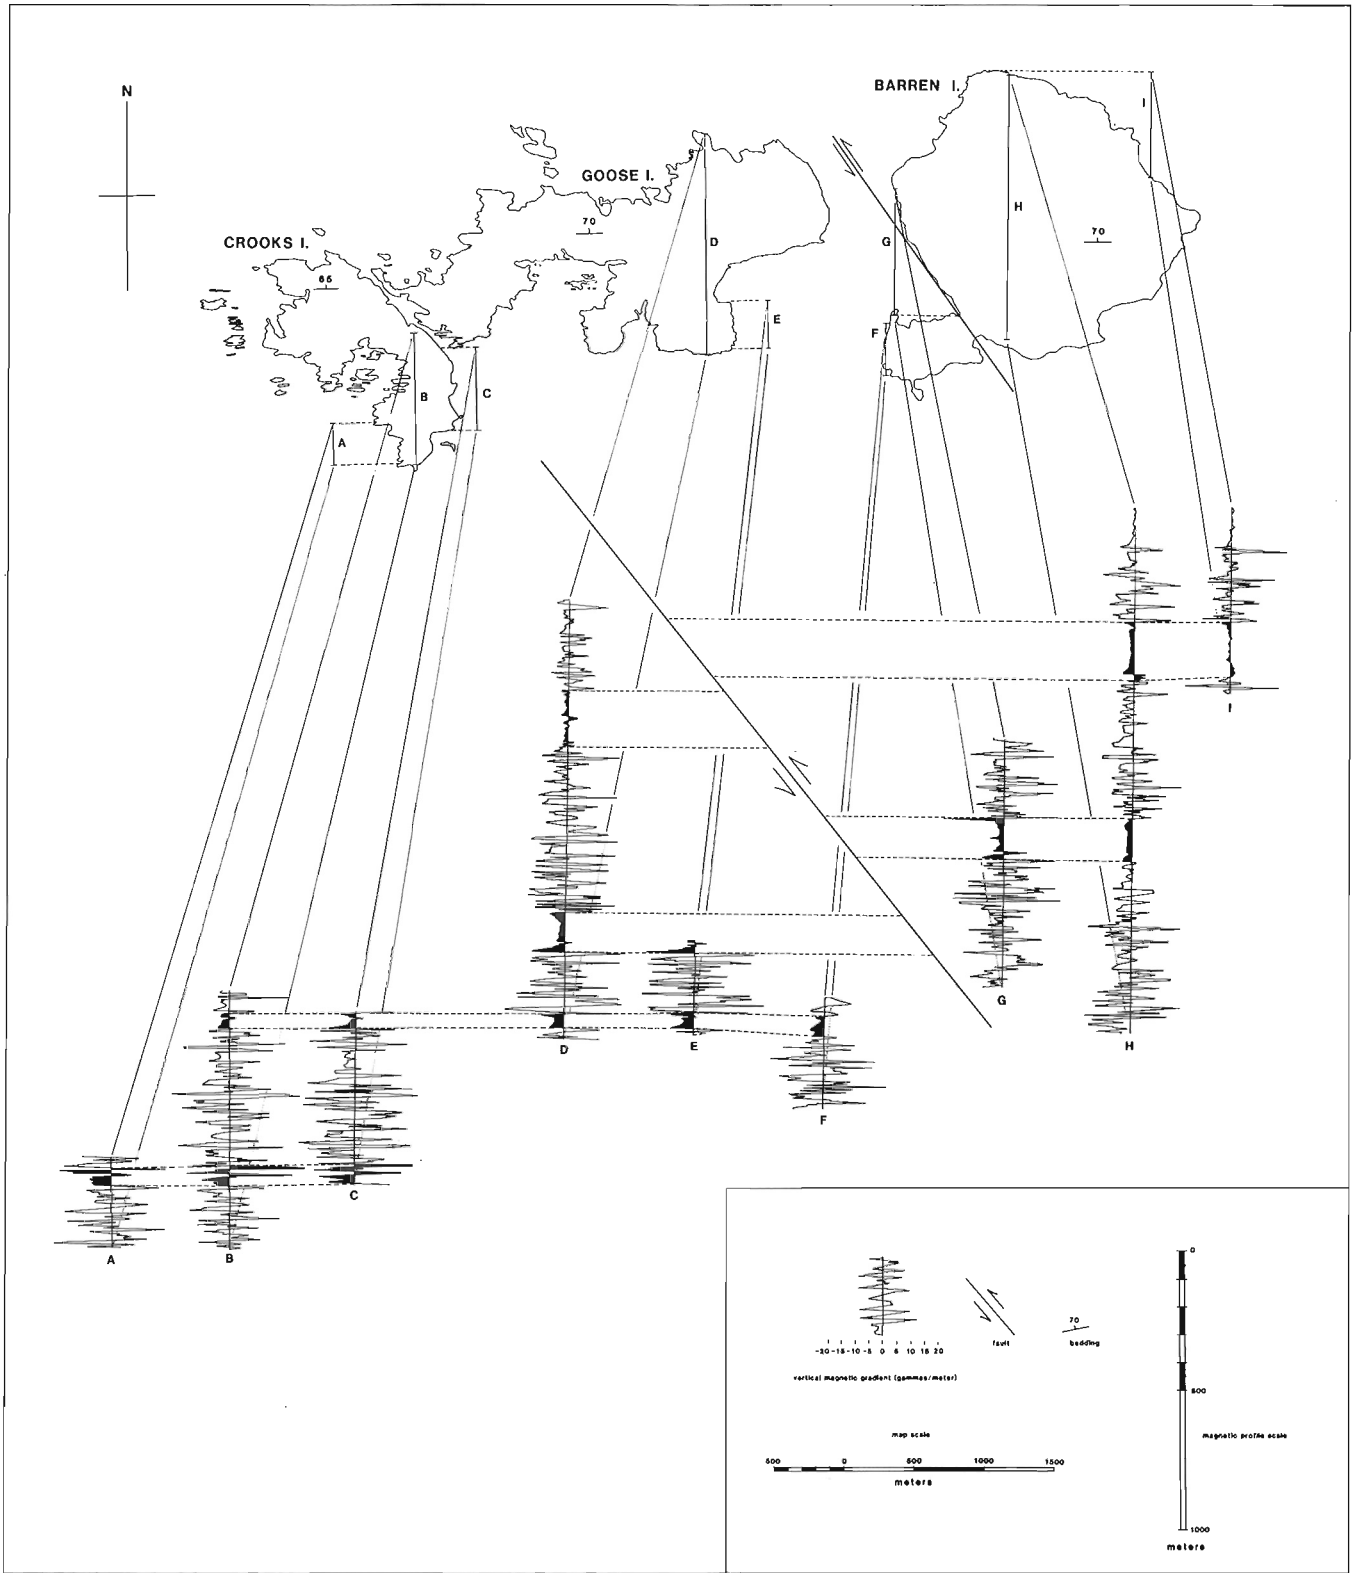 N
BARREN I.
I
GOOSE I.
70
H
70
CROOKS I.
D
G
65
E
F
B
C
A
I
G
D
E
H
F
C
A
B
0
70
fault
bedding
-20 -15 -10 -5 0 5 10 15 20
vertical magnetic gradient (gammas/meter)
500
map scale
magnetic profile scale
500 0 500 1000 1500
meters
1000
meters